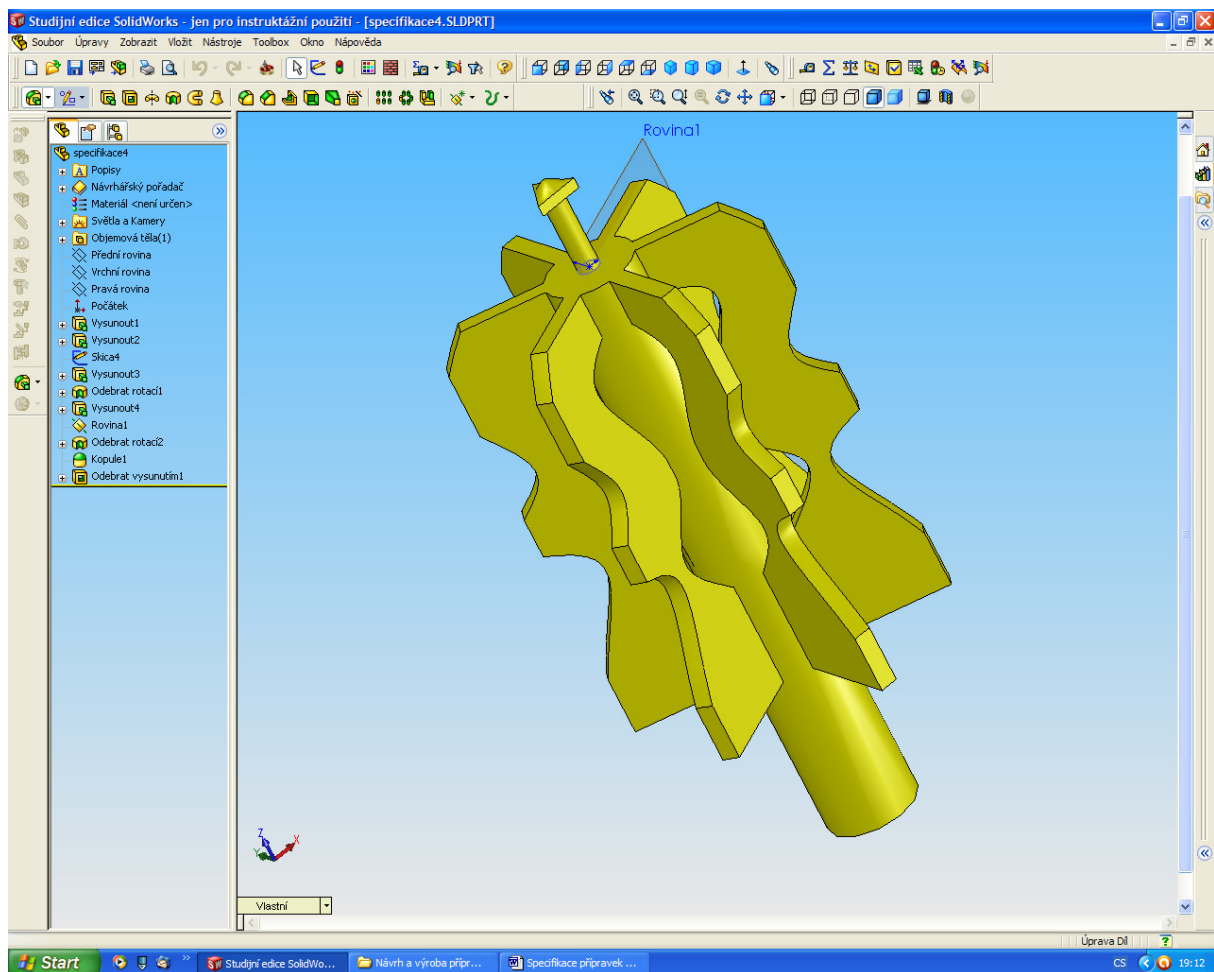 Studijní edice SolidWorks - jen pro instruktážní použití - [specifikace4.SLDPRT]
Soubor Úpravy Zobrazit Vložit Nástroje Toolbox Okno Nápověda
specifikace4
Popisy
Návrhářský pořadač
Materiál <není určen>
Světla a Kamery
Objemová těla(1)
Přední rovina
Vrchní rovina
Pravá rovina
Počátek
Vysunout1
Vysunout2
Skica4
Vysunout3
Odebrat rotací1
Vysunout4
Rovina1
Odebrat rotací2
Kopule1
Odebrat vysunutím1
Rovina1
Z
X
Y
Vlastní
Úprava Díl
Start
Studijní edice SolidWo...
Návrh a výroba přípr...
Specifikace přípravek ...
CS
19:12